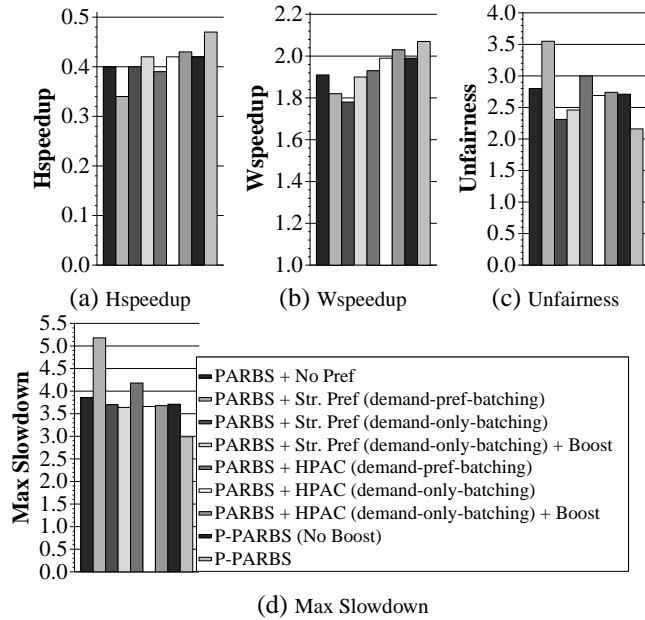 0.5
0.4
0.3
0.2
0.1
0.0
Hspeedup
(a) Hspeedup
2.2
2.0
1.8
1.6
1.4
1.2
1.0
Wspeedup
(b) Wspeedup
4.0
3.5
3.0
2.5
2.0
1.5
1.0
0.5
0.0
Unfairness
(c) Unfairness
5.5
5.0
4.5
4.0
3.5
3.0
2.5
2.0
1.5
1.0
0.5
0.0
Max Slowdown
PARBS + No Pref
PARBS + Str. Pref (demand-pref-batching)
PARBS + Str. Pref (demand-only-batching)
PARBS + Str. Pref (demand-only-batching) + Boost
PARBS + HPAC (demand-pref-batching)
PARBS + HPAC (demand-only-batching)
PARBS + HPAC (demand-only-batching) + Boost
P-PARBS (No Boost)
P-PARBS
(d) Max Slowdown